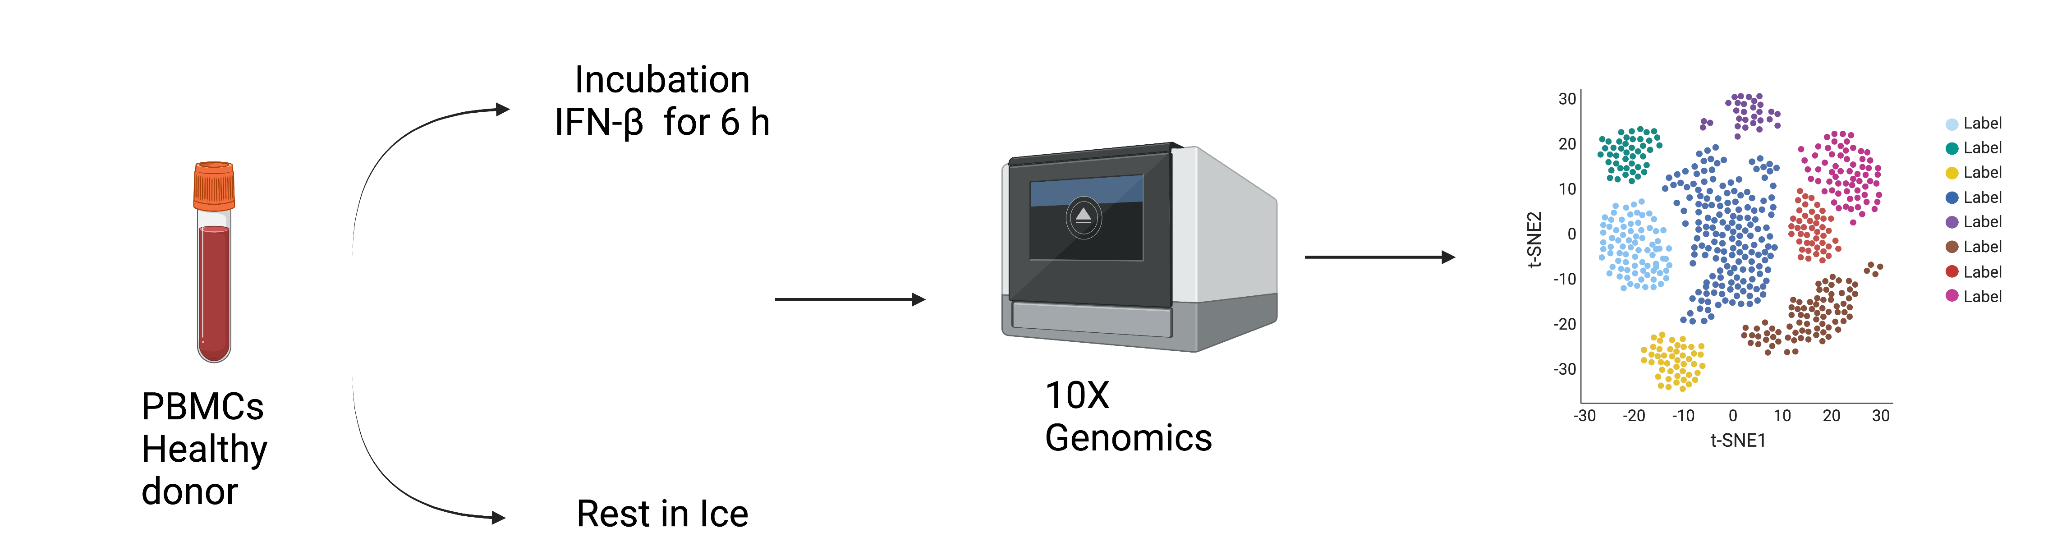 PBMCs
Healthy
donor
Incubation
IFN-β for 6 h
Rest in Ice
10X
Genomics
t-SNE2
30
20
10
0
-10
-20
-30
-30 -20 -10 0 10 20 30
t-SNE1
Label
Label
Label
Label
Label
Label
Label
Label